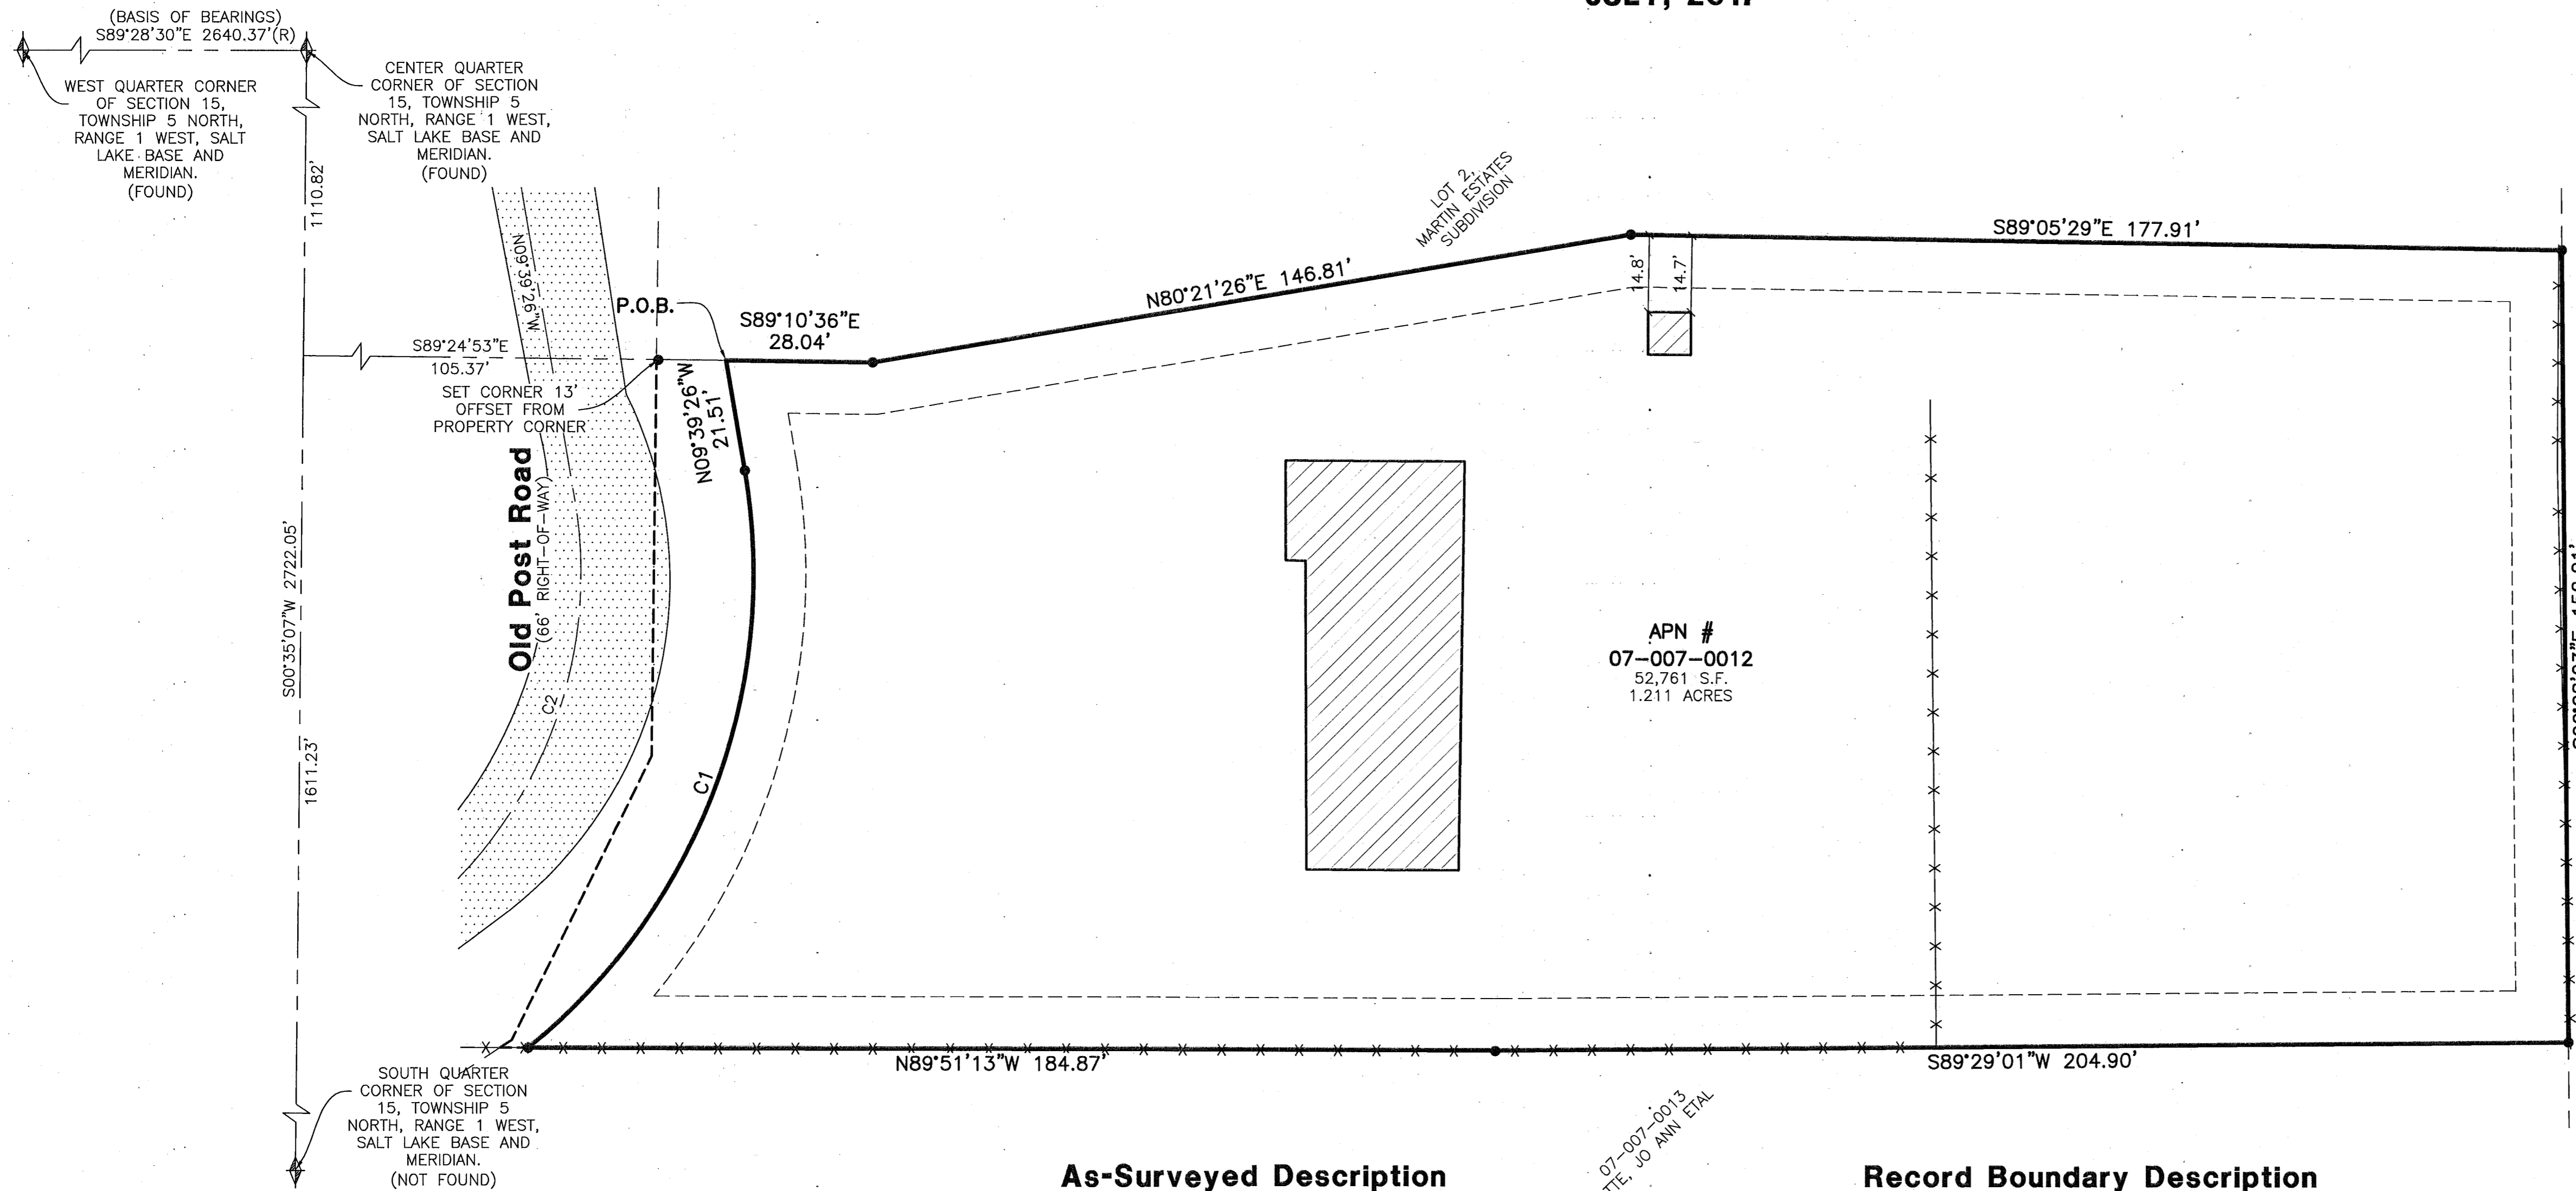 (BASIS OF BEARINGS)
S89°28'30"E 2640.37'(R)
WEST QUARTER CORNER
OF SECTION 15,
TOWNSHIP 5 NORTH,
RANGE 1 WEST, SALT
LAKE BASE AND
MERIDIAN.
(FOUND)
CENTER QUARTER
CORNER OF SECTION
15, TOWNSHIP 5
NORTH, RANGE 1 WEST,
SALT LAKE BASE AND
MERIDIAN.
(FOUND)
1110.82'
N09°39'26"W
P.O.B.
S89°10'36"E
28.04'
N80°21'26"E 146.81'
LOT 2,
MARTIN ESTATES
SUBDIVISION
S89°05'29"E 177.91'
14.8'
14.7'
S89°24'53"E
105.37'
SET CORNER 13'
OFFSET FROM
PROPERTY CORNER
N09°39'26"W
21.51'
Old Post Road
(66' RIGHT-OF-WAY)
S00°35'07"W 2722.05'
1611.23'
C2
C1
APN #
07-007-0012
52,761 S.F.
1.211 ACRES
N89°51'13"W 184.87'
S89°29'01"W 204.90'
SOUTH QUARTER
CORNER OF SECTION
15, TOWNSHIP 5
NORTH, RANGE 1 WEST,
SALT LAKE BASE AND
MERIDIAN.
(NOT FOUND)
07-007-0013
JO ANN ETAL
As-Surveyed Description
Record Boundary Description